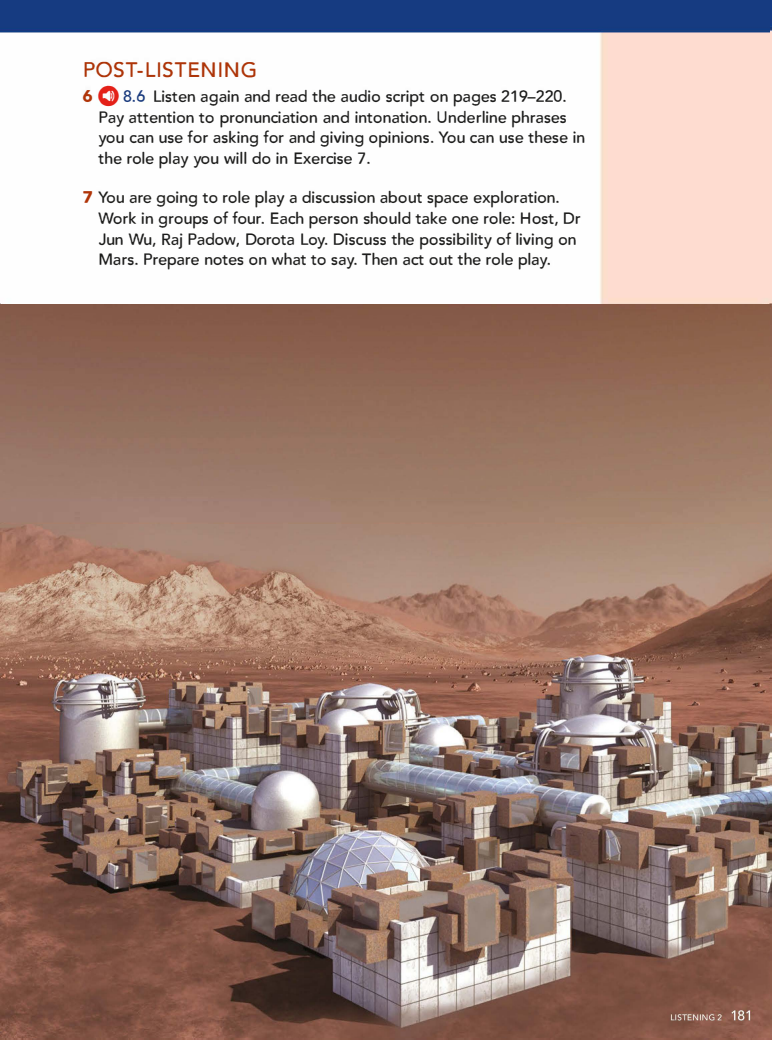 POST-LISTENING
6 8.6 Listen again and read the audio script on pages 219–220.
Pay attention to pronunciation and intonation. Underline phrases
you can use for asking for and giving opinions. You can use these in
the role play you will do in Exercise 7.
7 You are going to role play a discussion about space exploration.
Work in groups of four. Each person should take one role: Host, Dr
Jun Wu, Raj Padow, Dorota Loy. Discuss the possibility of living on
Mars. Prepare notes on what to say. Then act out the role play.
LISTENING 2 181